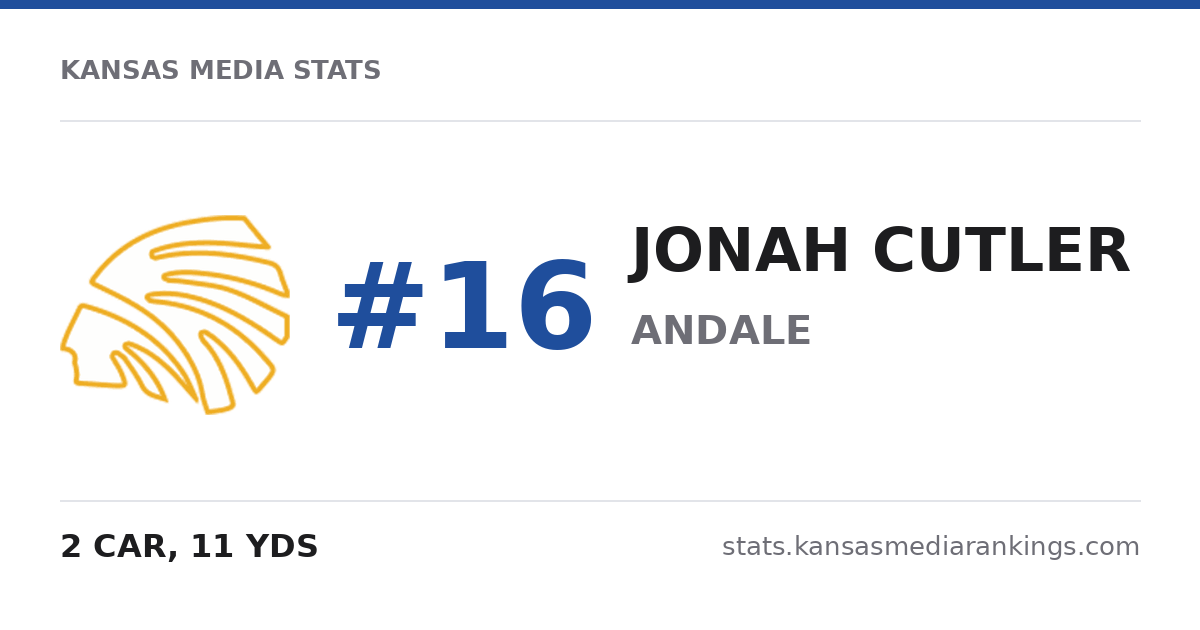 KANSAS MEDIA STATS
#16
JONAH CUTLER
ANDALE
2 CAR, 11 YDS
stats.kansasmediarankings.com